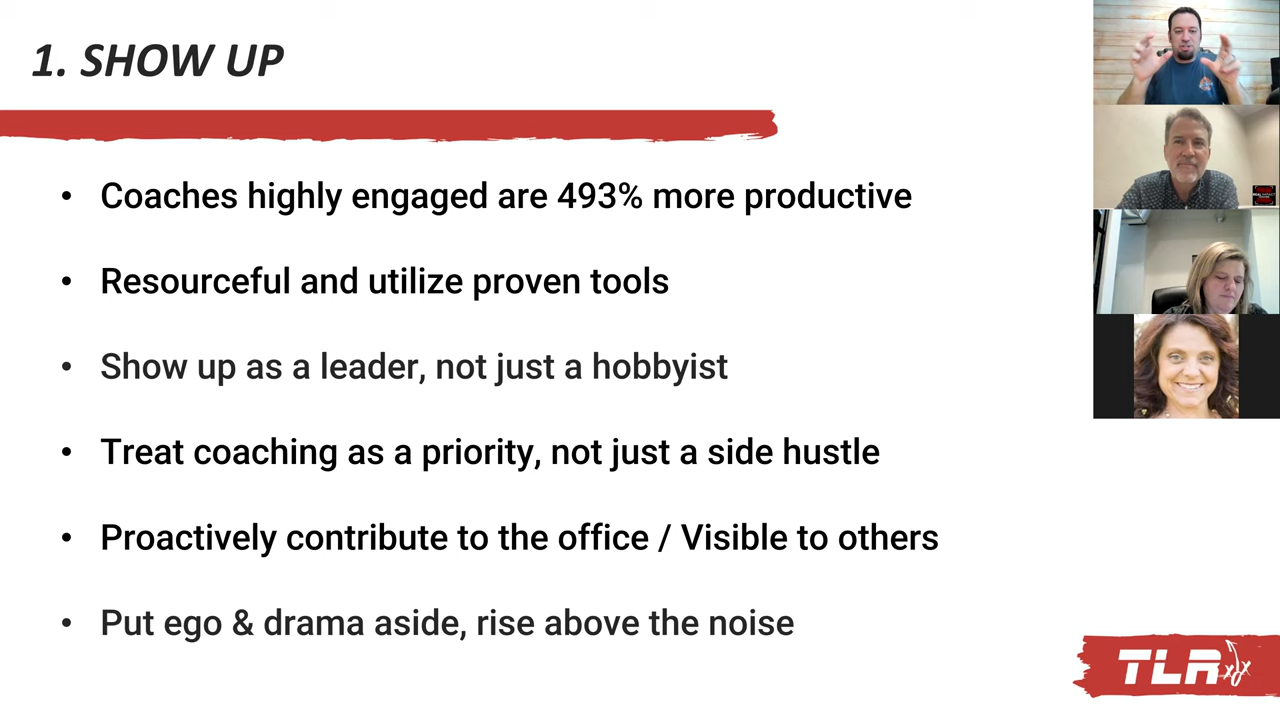 1. SHOW UP
• Coaches highly engaged are 493% more productive
• Resourceful and utilize proven tools
• Show up as a leader, not just a hobbyist
• Treat coaching as a priority, not just a side hustle
• Proactively contribute to the office / Visible to others
• Put ego & drama aside, rise above the noise
TLR